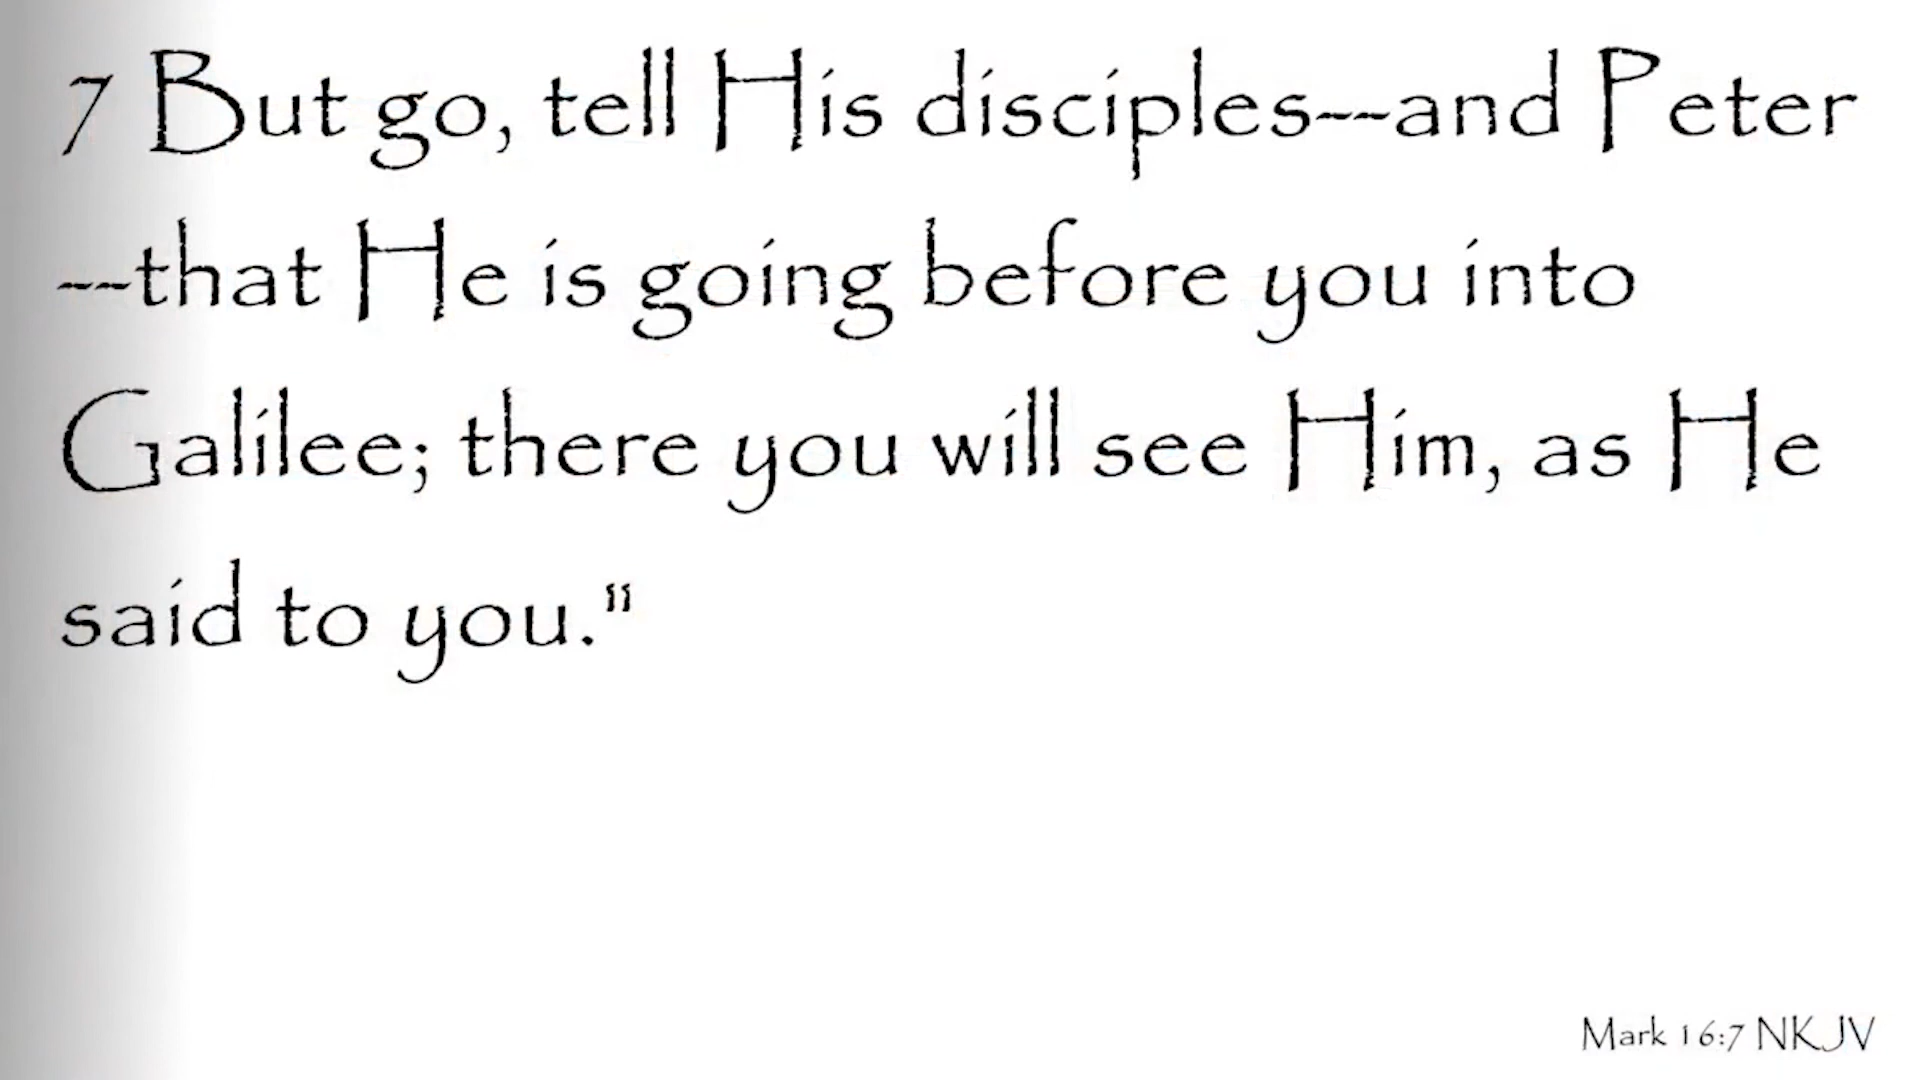 7 But go, tell His disciples--and Peter
--that He is going before you into
Galilee; there you will see Him, as He
said to you."
Mark 16:7 NKJV